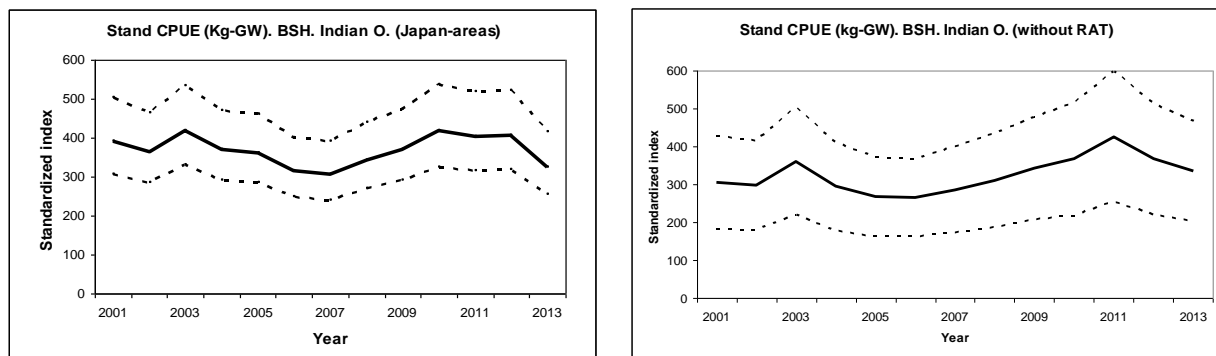 Stand CPUE (Kg-GW). BSH. Indian O. (Japan-areas)
600
500
400
300
200
100
0
Standardized index
2001 2003 2005 2007 2009 2011 2013
Year
Stand CPUE (kg-GW). BSH. Indian O. (without RAT)
600
500
400
300
200
100
0
Standardized index
2001 2003 2005 2007 2009 2011 2013
Year